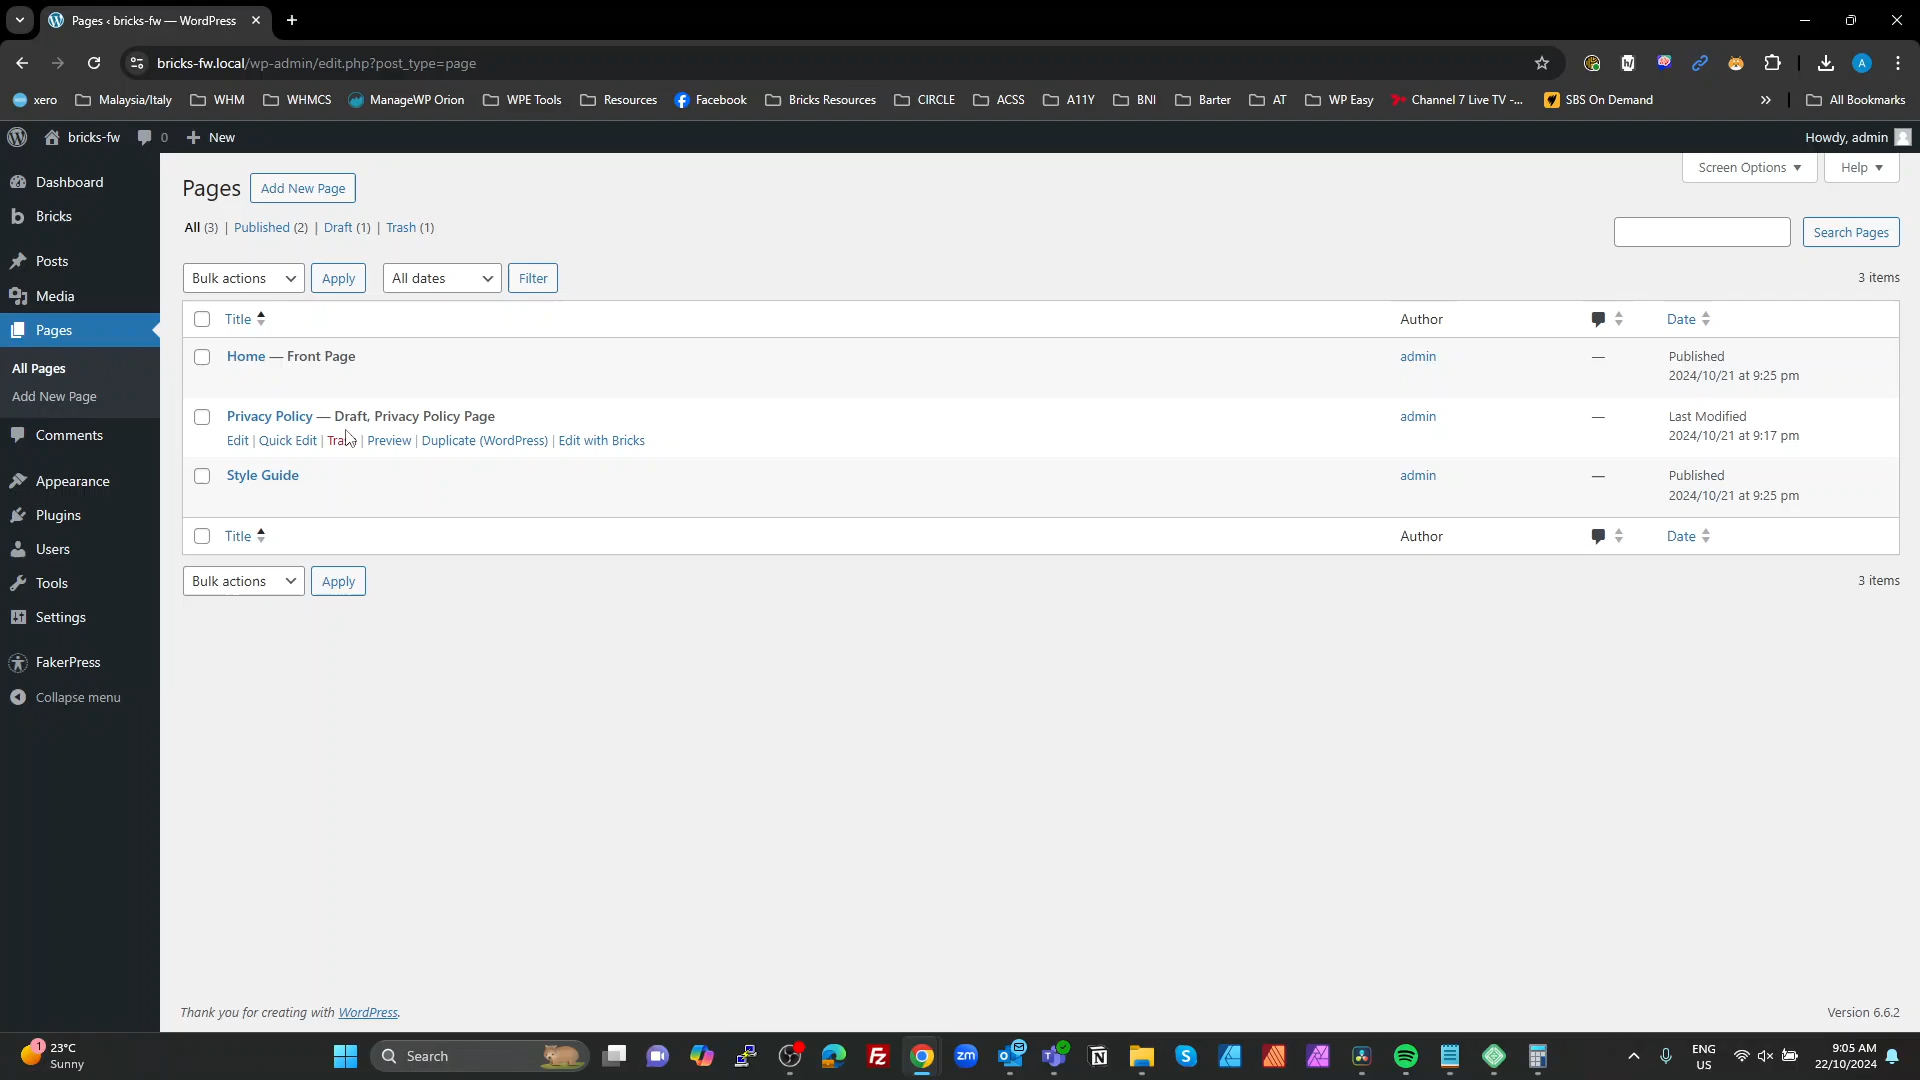 Pages ‹ bricks-fw — WordPress
bricks-fw.local/wp-admin/edit.php?post_type=page
A
xero Malaysia/Italy WHM WHMCS ManageWP Orion WPE Tools Resources Facebook Bricks Resources CIRCLE ACSS A11Y BNI Barter AT WP Easy Channel 7 Live TV -... SBS On Demand » All Bookmarks
bricks-fw 0 + New Howdy, admin
Dashboard
Bricks
Posts
Media
Pages
All Pages
Add New Page
Comments
Appearance
Plugins
Users
Tools
Settings
FakerPress
Collapse menu
Screen Options Help
Pages Add New Page
All (3) | Published (2) | Draft (1) | Trash (1)
Search Pages
Bulk actions Apply All dates Filter 3 items
Title Author Date
Home — Front Page admin — Published
2024/10/21 at 9:25 pm
Privacy Policy — Draft, Privacy Policy Page admin — Last Modified
2024/10/21 at 9:17 pm
Edit | Quick Edit | Trash | Preview | Duplicate (WordPress) | Edit with Bricks
Style Guide admin — Published
2024/10/21 at 9:25 pm
Title Author Date
Bulk actions Apply 3 items
Thank you for creating with WordPress. Version 6.6.2
1 23°C
Sunny
Search
Fz
zm
ENG
US
9:05 AM
22/10/2024